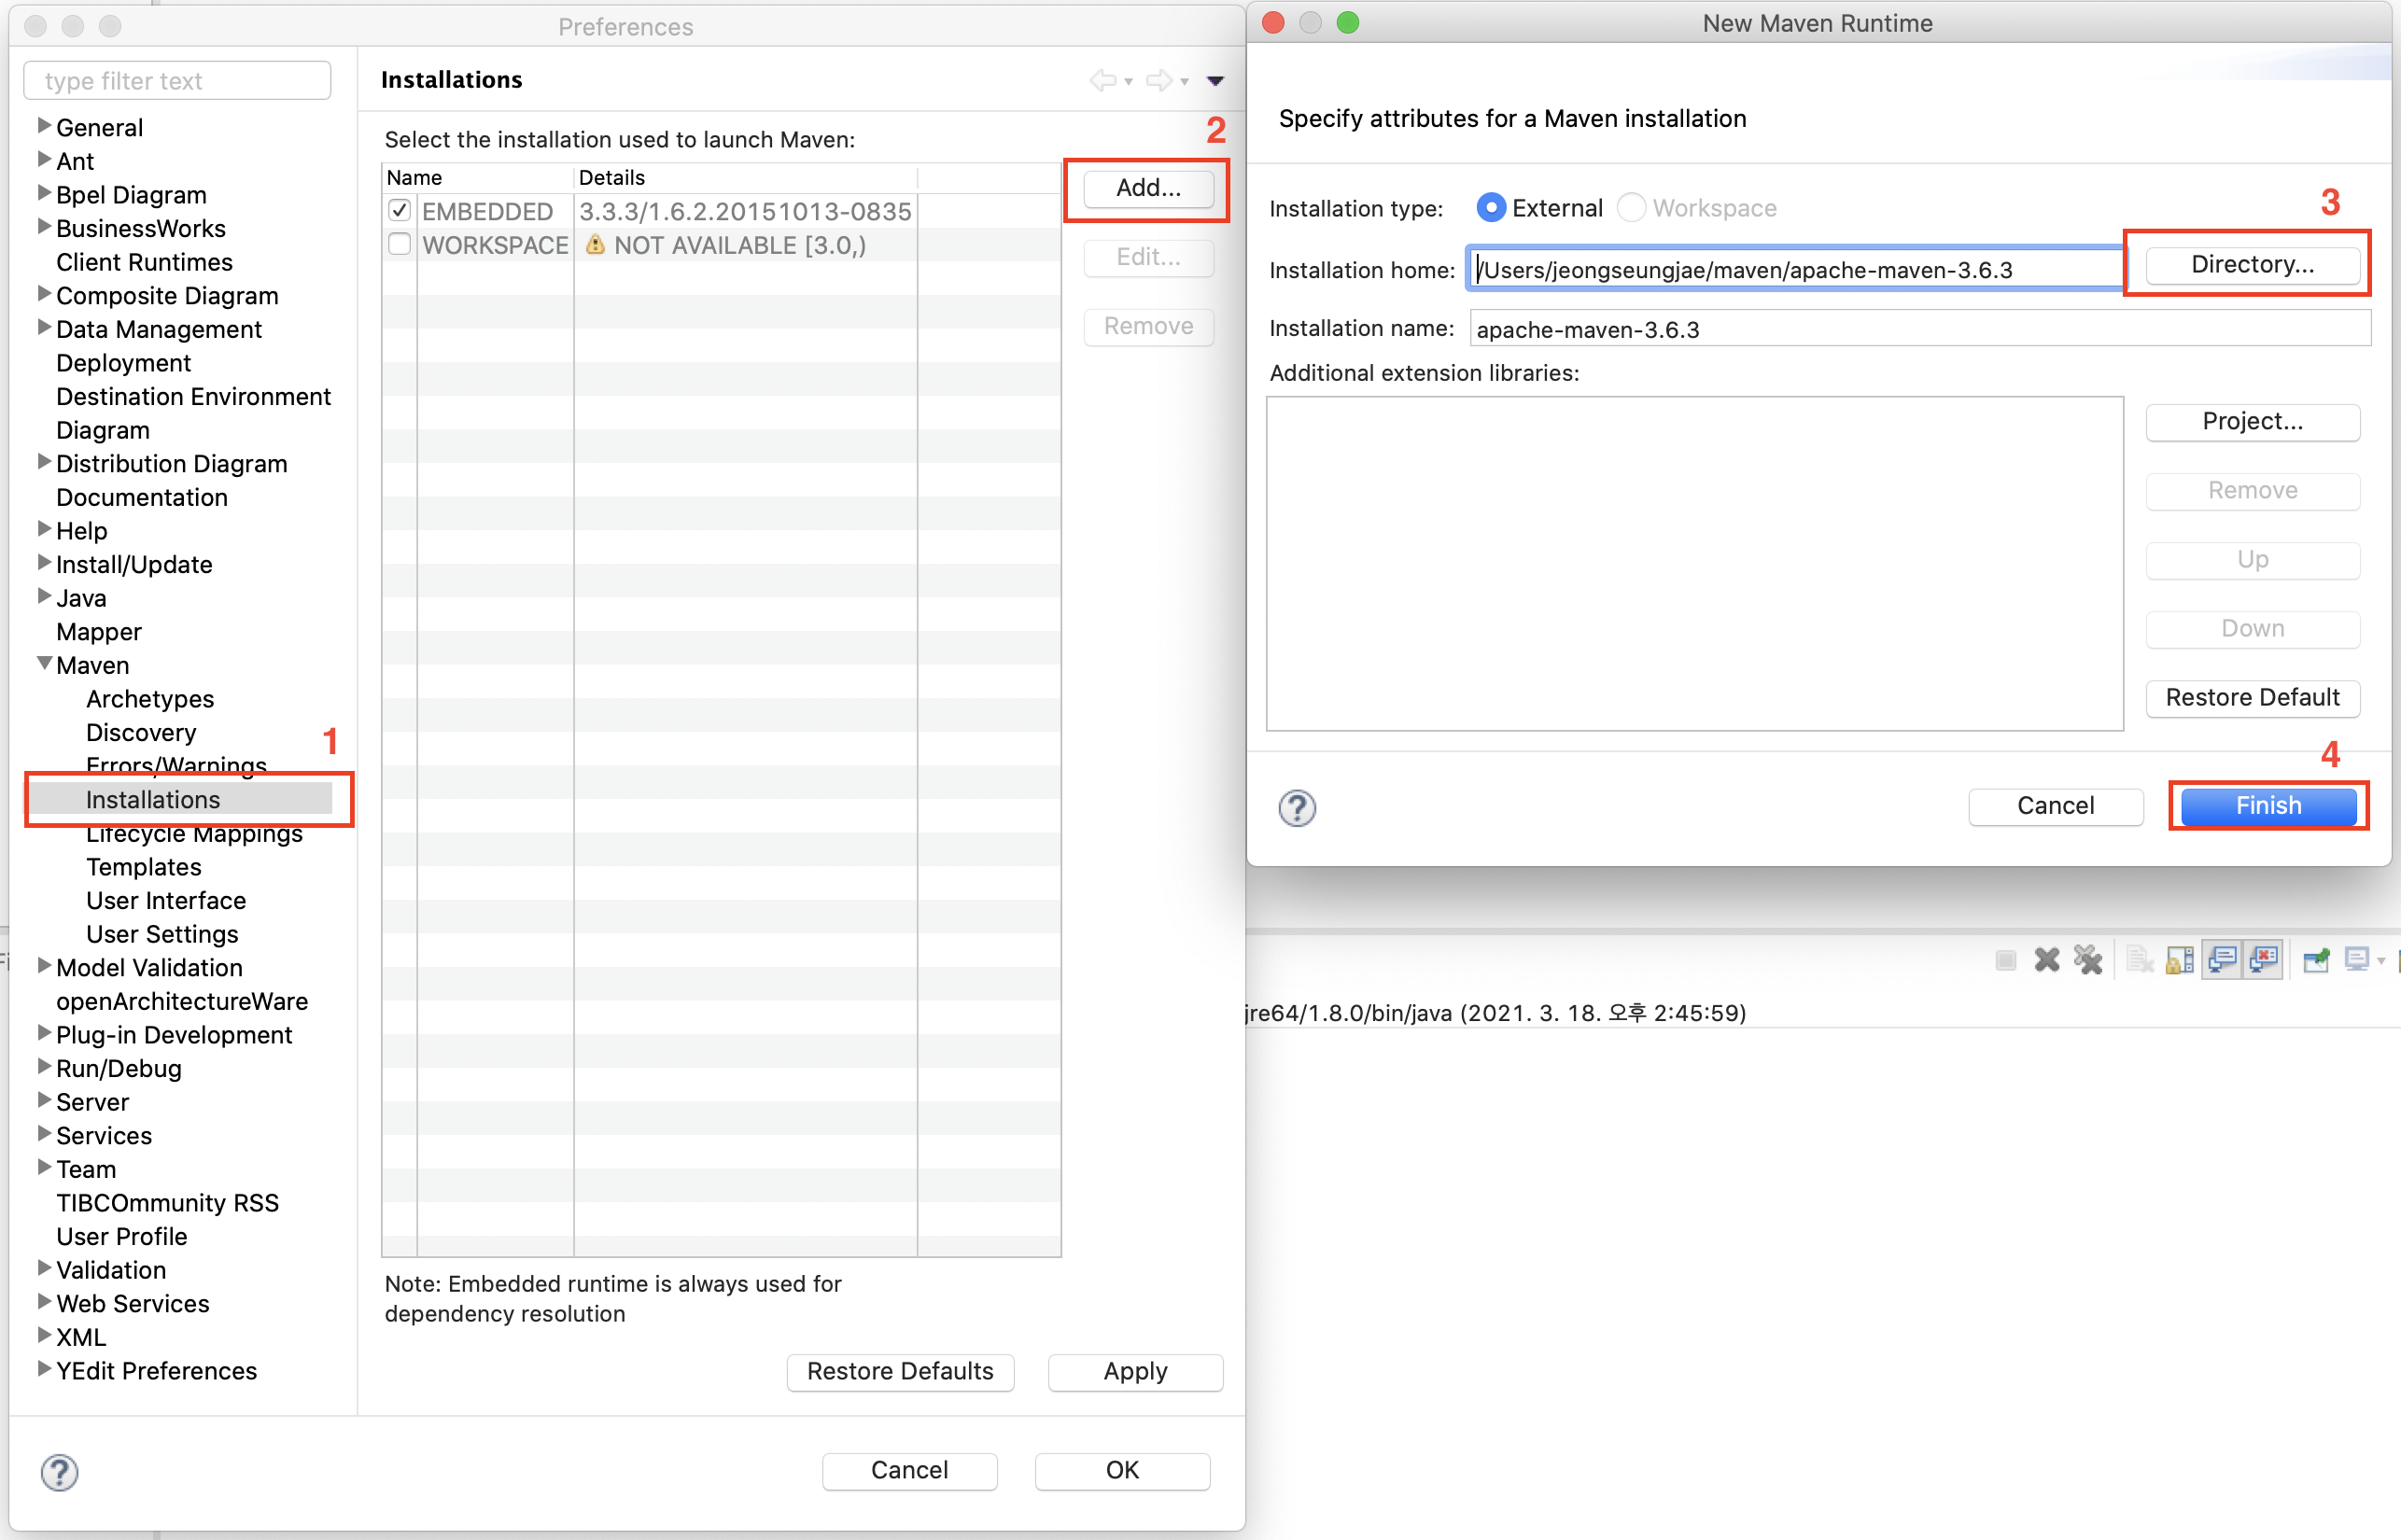 Preferences
type filter text
General
Ant
Bpel Diagram
BusinessWorks
Client Runtimes
Composite Diagram
Data Management
Deployment
Destination Environment
Diagram
Distribution Diagram
Documentation
Help
Install/Update
Java
Mapper
Maven
Archetypes
Discovery
1
Errors/Warnings
Installations
Lifecycle Mappings
Templates
User Interface
User Settings
Model Validation
openArchitectureWare
Plug-in Development
Run/Debug
Server
Services
Team
TIBCOmmunity RSS
User Profile
Validation
Web Services
XML
YEdit Preferences
Installations
Select the installation used to launch Maven:
2
Name Details
EMBEDDED 3.3.3/1.6.2.20151013-0835
WORKSPACE NOT AVAILABLE [3.0,)
Add...
Edit...
Remove
Note: Embedded runtime is always used for
dependency resolution
Restore Defaults Apply
Cancel OK
New Maven Runtime
Specify attributes for a Maven installation
Installation type: External Workspace
3
Installation home: /Users/jeongseungjae/maven/apache-maven-3.6.3 Directory...
Installation name: apache-maven-3.6.3
Additional extension libraries:
Project...
Remove
Up
Down
Restore Default
4
Cancel Finish
jre64/1.8.0/bin/java (2021. 3. 18. 오후 2:45:59)